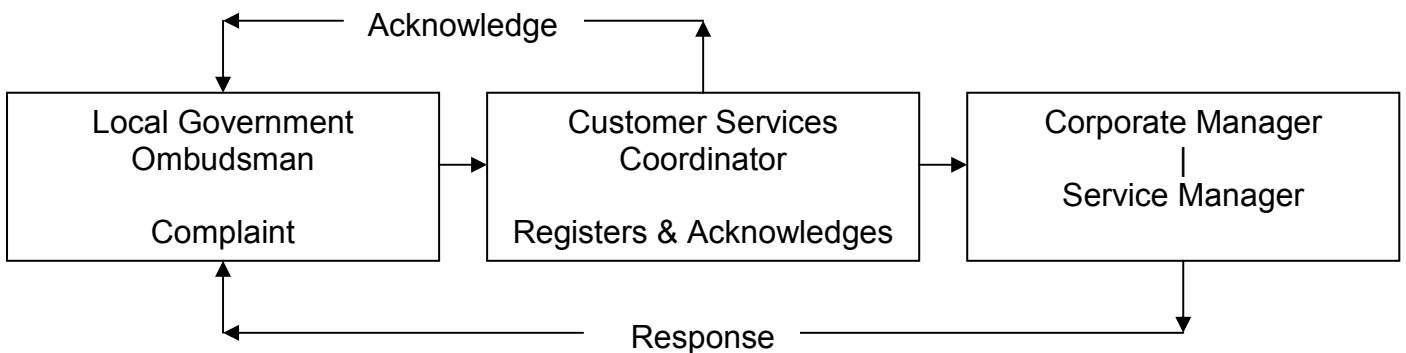 Acknowledge
Local Government
Ombudsman
Complaint
Customer Services
Coordinator
Registers & Acknowledges
Corporate Manager
|
Service Manager
Response